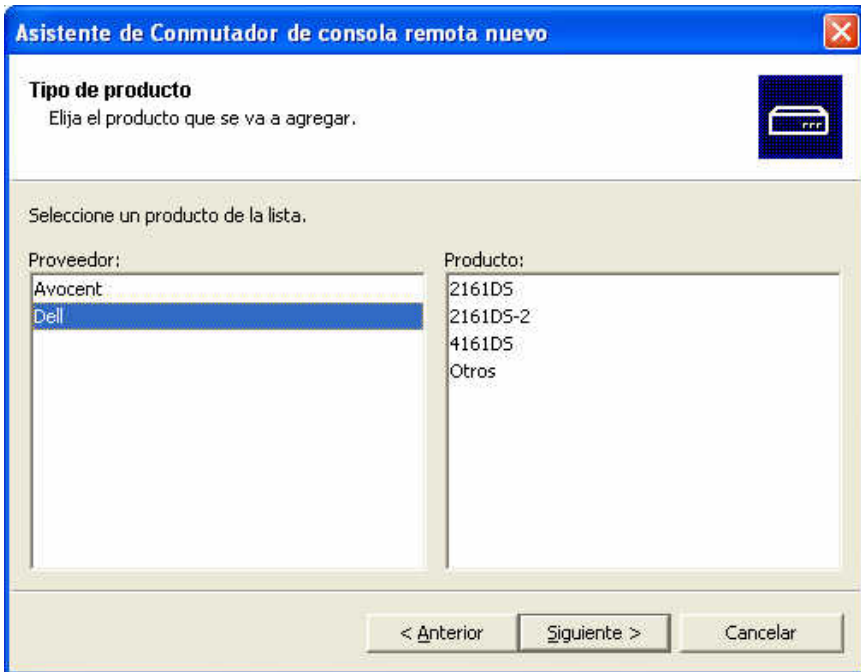 Asistente de Conmutador de consola remota nuevo
Tipo de producto
Elija el producto que se va a agregar.
Seleccione un producto de la lista.
Proveedor:
Avocent
Dell
Producto:
2161DS
2161DS-2
4161DS
Otros
< Anterior
Siguiente >
Cancelar